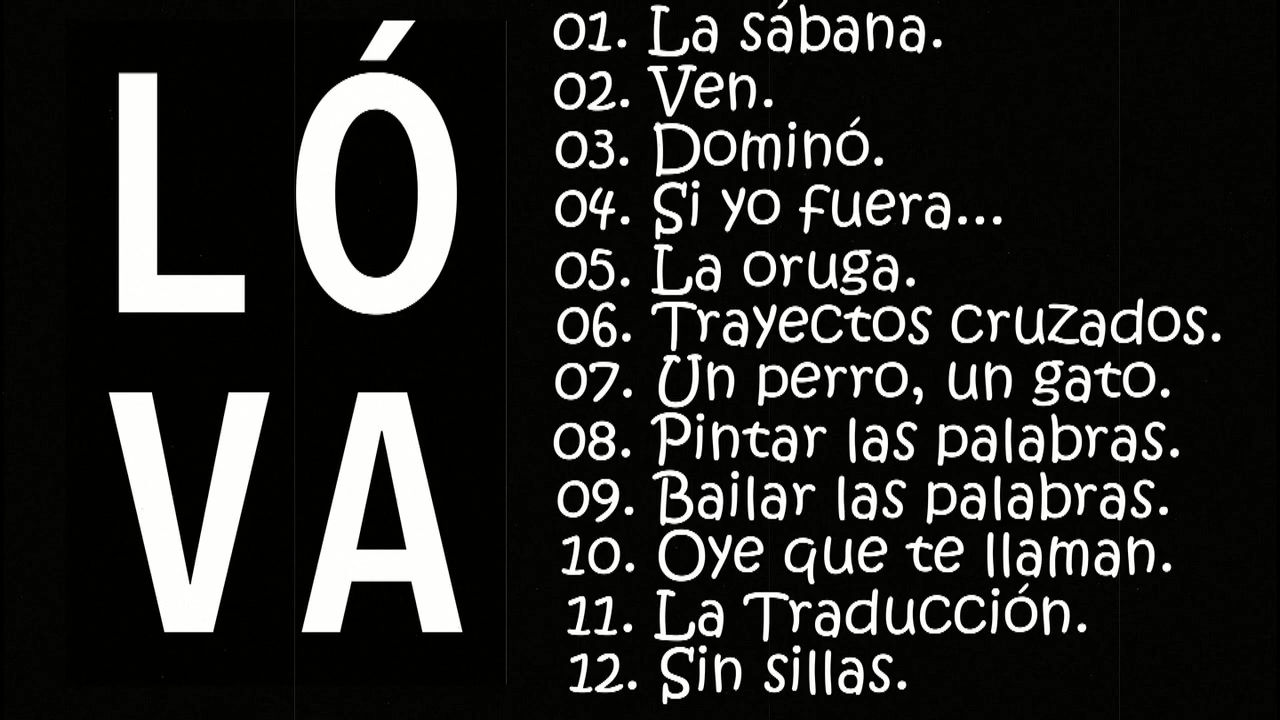 LÓ
VA
01. La sábana.
02. Ven.
03. Dominó.
04. Si yo fuera...
05. La oruga.
06. Trayectos cruzados.
07. Un perro, un gato.
08. Pintar las palabras.
09. Bailar las palabras.
10. Oye que te llaman.
11. La Traducción.
12. Sin sillas.